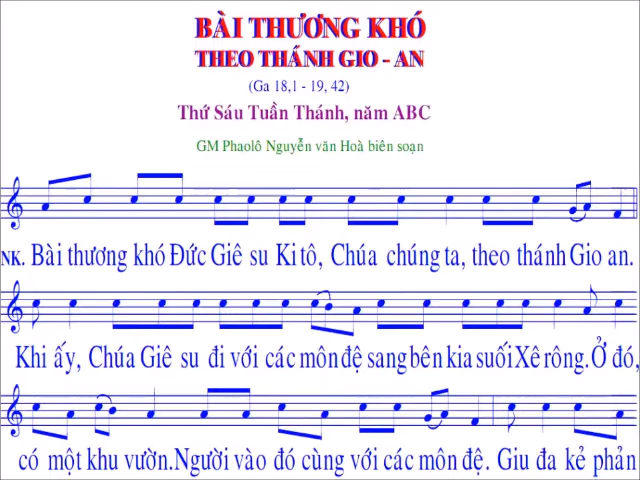 BÀI THƯƠNG KHÓ
THEO THÁNH GIO - AN
(Ga 18,1 - 19, 42)
Thứ Sáu Tuần Thánh, năm ABC
GM Phaolô Nguyễn văn Hoà biên soạn
NK. Bài thương khó Đức Giê su Ki tô, Chúa chúng ta, theo thánh Gio an.
Khi ấy, Chúa Giê su đi với các môn đệ sang bên kia suối Xê rông. Ở đó,
có một khu vườn. Người vào đó cùng với các môn đệ. Giu đa kẻ phản